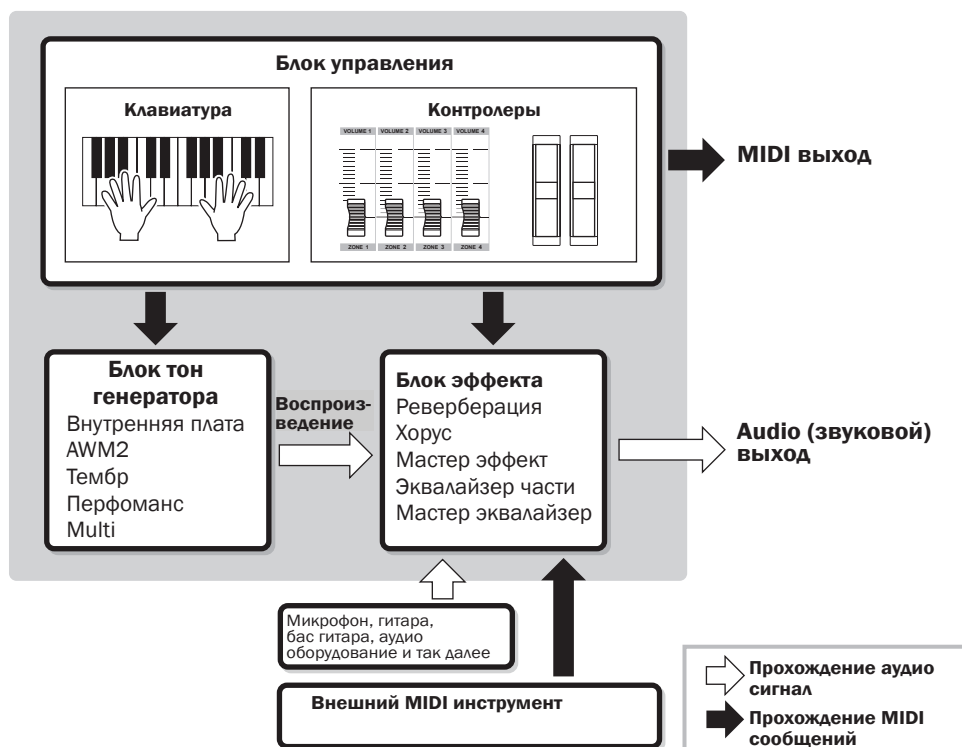 Блок управления
Клавиатура
Контролеры
VOLUME 1 VOLUME 2 VOLUME 3 VOLUME 4
ZONE 1 ZONE 2 ZONE 3 ZONE 4
MIDI выход
Блок тон
генератора
Внутренняя плата
AWM2
Тембр
Перфоманс
Multi
Воспроиз-
ведение
Блок эффекта
Реверберация
Хорус
Мастер эффект
Эквалайзер части
Мастер эквалайзер
Audio (звуковой)
выход
Микрофон, гитара,
бас гитара, аудио
оборудование и так далее
Внешний MIDI инструмент
Прохождение аудио
сигнал
Прохождение MIDI
сообщений